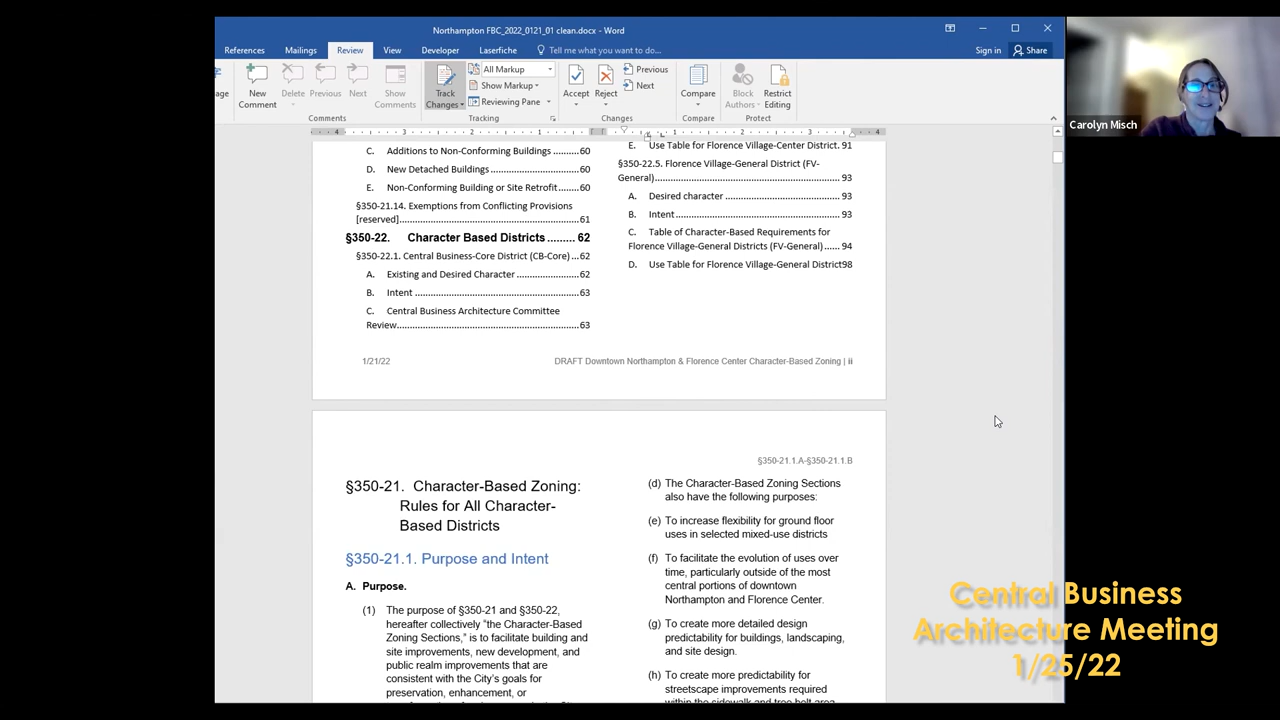 Northampton FBC_2022_0121_01 clean.docx - Word
References Mailings Review View Developer Laserfiche Tell me what you want to do... Sign in Share
New Comment
Delete
Previous
Next
Show Comments
Comments
Track Changes
All Markup
Show Markup
Reviewing Pane
Tracking
Accept
Reject
Previous
Next
Changes
Compare
Compare
Block Authors
Restrict Editing
Protect
Carolyn Misch
C. Additions to Non-Conforming Buildings ..........60
D. New Detached Buildings ..................................60
E. Non-Conforming Building or Site Retrofit.......60
§350-21.14. Exemptions from Conflicting Provisions
[reserved]..............................................................61
§350-22. Character Based Districts ......... 62
§350-22.1. Central Business-Core District (CB-Core) ...62
A. Existing and Desired Character .....................62
B. Intent .......................................................63
C. Central Business Architecture Committee
Review.............................................................63
E. Use Table for Florence Village-Center District. 91
§350-22.5. Florence Village-General District (FV-
General)................................................................ 93
A. Desired character ........................................... 93
B. Intent............................................................. 93
C. Table of Character-Based Requirements for
Florence Village-General Districts (FV-General)...... 94
D. Use Table for Florence Village-General District98
1/21/22
DRAFT Downtown Northampton & Florence Center Character-Based Zoning | ii
§350-21.1.A-§350-21.1.B
§350-21. Character-Based Zoning:
Rules for All Character-
Based Districts
§350-21.1. Purpose and Intent
A. Purpose.
(1) The purpose of §350-21 and §350-22,
hereafter collectively “the Character-Based
Zoning Sections,” is to facilitate building and
site improvements, new development, and
public realm improvements that are
consistent with the City’s goals for
preservation, enhancement, or
(d) The Character-Based Zoning Sections
also have the following purposes:
(e) To increase flexibility for ground floor
uses in selected mixed-use districts
(f) To facilitate the evolution of uses over
time, particularly outside of the most
central portions of downtown
Northampton and Florence Center.
(g) To create more detailed design
predictability for buildings, landscaping,
and site design.
(h) To create more predictability for
streetscape improvements required
within the sidewalk and tree belt area
Central Business
Architecture Meeting
1/25/22